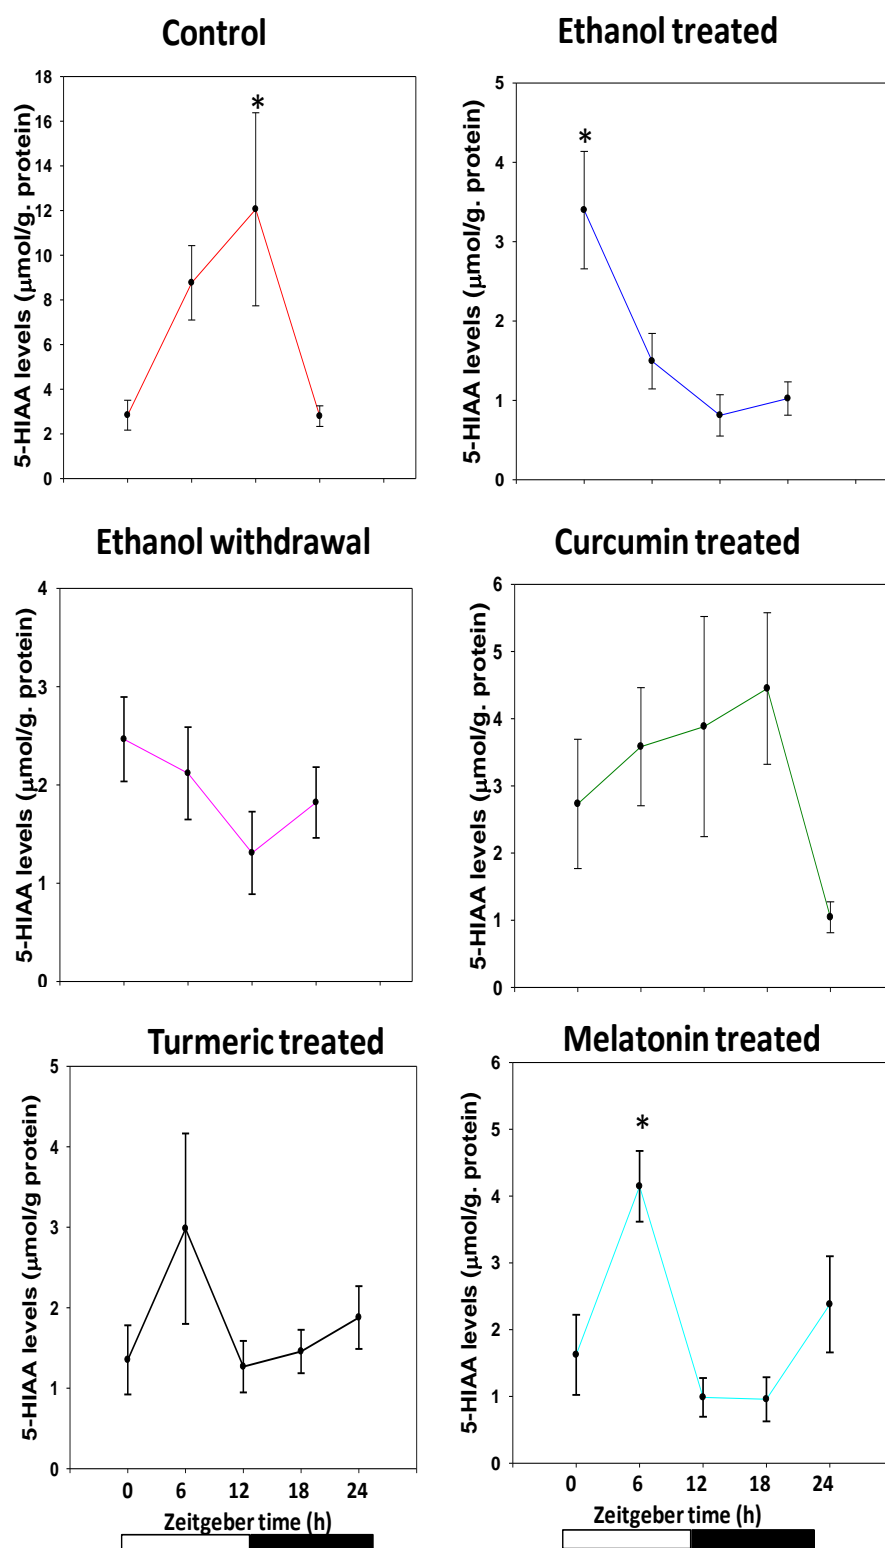 Control
Ethanol treated
18
16
14
12
10
8
6
4
2
0
5-HIAA levels (μmol/g. protein)
*
5
4
3
2
1
0
5-HIAA levels (μmol/g. protein)
*
Ethanol withdrawal
Curcumin treated
4
3
2
1
0
5-HIAA levels (μmol/g. protein)
6
5
4
3
2
1
0
5-HIAA levels (μmol/g. protein)
Turmeric treated
Melatonin treated
5
4
3
2
1
0
5-HIAA levels (μmol/g protein)
0 6 12 18 24
Zeitgeber time (h)
6
5
4
3
2
1
0
5-HIAA levels (μmol/g. protein)
*
0 6 12 18 24
Zeitgeber time (h)